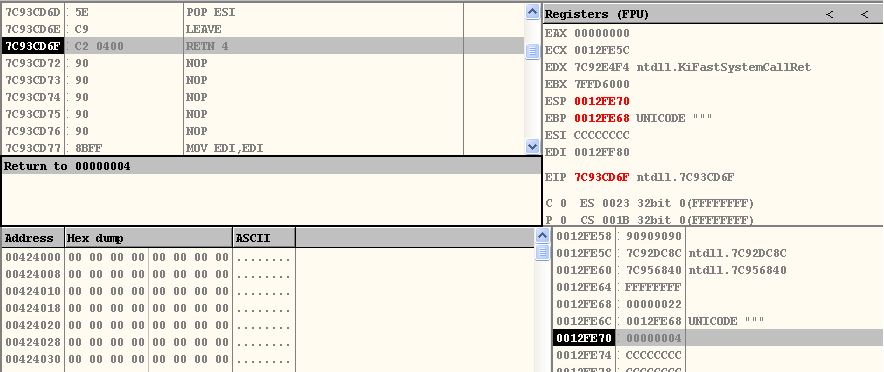 7C93CD6D : 5E POP ESI
7C93CD6E : C9 LEAVE
7C93CD6F : C2 0400 RETN 4
7C93CD72 : 90 NOP
7C93CD73 : 90 NOP
7C93CD74 : 90 NOP
7C93CD75 : 90 NOP
7C93CD76 : 90 NOP
7C93CD77 : 8BFF MOV EDI,EDI
Return to 00000004
Registers (FPU) < <
EAX 00000000
ECX 0012FE5C
EDX 7C92E4F4 ntdll.KiFastSystemCallRet
EBX 7FFD6000
ESP 0012FE70
EBP 0012FE68 UNICODE """
ESI CCCCCCCC
EDI 0012FF80
EIP 7C93CD6F ntdll.7C93CD6F
C 0 ES 0023 32bit 0(FFFFFFFF)
P 0 CS 001B 32bit 0(FFFFFFFF)
Address Hex dump ASCII
00424000 00 00 00 00 00 00 00 00 ........
00424008 00 00 00 00 00 00 00 00 ........
00424010 00 00 00 00 00 00 00 00 ........
00424018 00 00 00 00 00 00 00 00 ........
00424020 00 00 00 00 00 00 00 00 ........
00424028 00 00 00 00 00 00 00 00 ........
00424030 00 00 00 00 00 00 00 00 ........
0012FE58 : 90909090
0012FE5C : 7C92DC8C ntdll.7C92DC8C
0012FE60 : 7C956840 ntdll.7C956840
0012FE64 : FFFFFFFF
0012FE68 : 00000022
0012FE6C : 0012FE68 UNICODE """
0012FE70 : 00000004
0012FE74 : CCCCCCCC
0012FE78 : CCCCCCCC